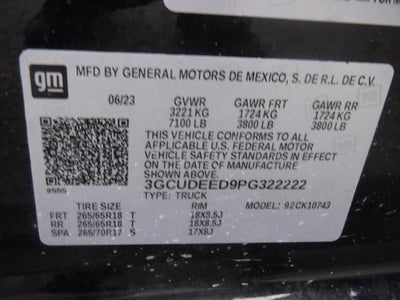 gm
MFD BY GENERAL MOTORS DE MEXICO, S. DE R.L. DE C.V.
06/23 GVWR GAWR FRT GAWR RR
3221 KG 1724 KG 1724 KG
7100 LB 3800 LB 3800 LB
THIS VEHICLE CONFORMS TO ALL
APPLICABLE U.S. FEDERAL MOTOR
VEHICLE SAFETY STANDARDS IN EFFECT
ON THE DATE OF MANUFACTURE
SHOWN ABOVE.
3GCUDEED9PG322222
8555 TYPE: TRUCK
TIRE SIZE RIM MODEL: 92CK10743
FRT 265/65R18 T 18X8.5J
RR 265/65R18 T 18X8.5J
SPA 265/70R17 S 17X8J